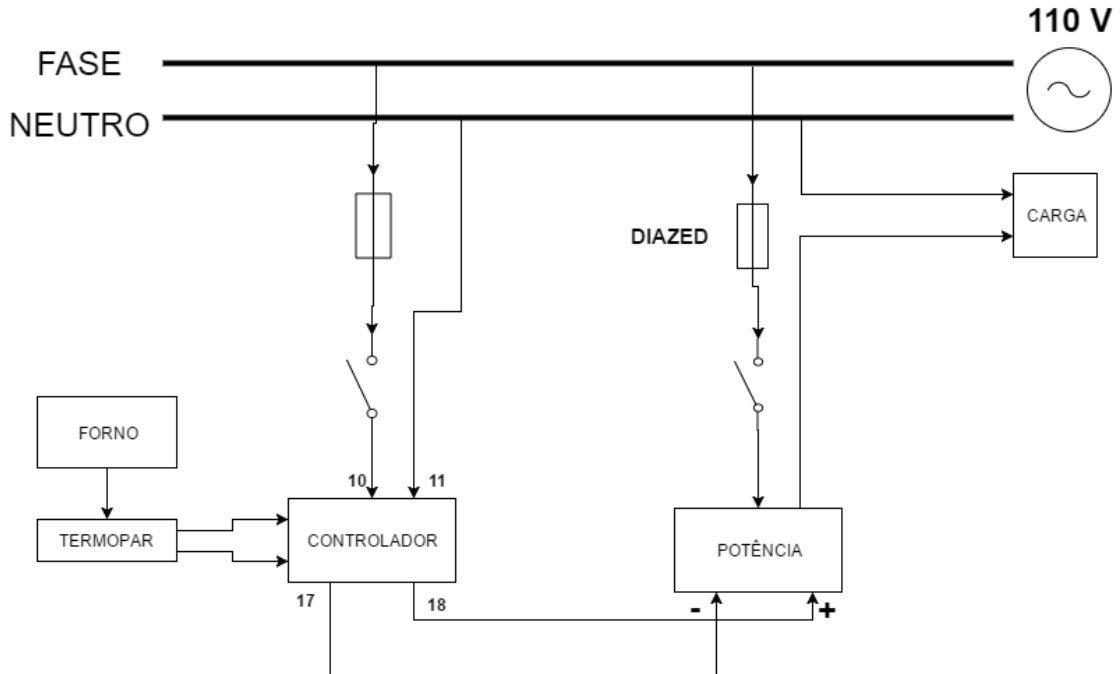 110 V
FASE
NEUTRO
CARGA
DIAZED
FORNO
10
11
TERMOPAR
CONTROLADOR
POTÊNCIA
17
18
-
+